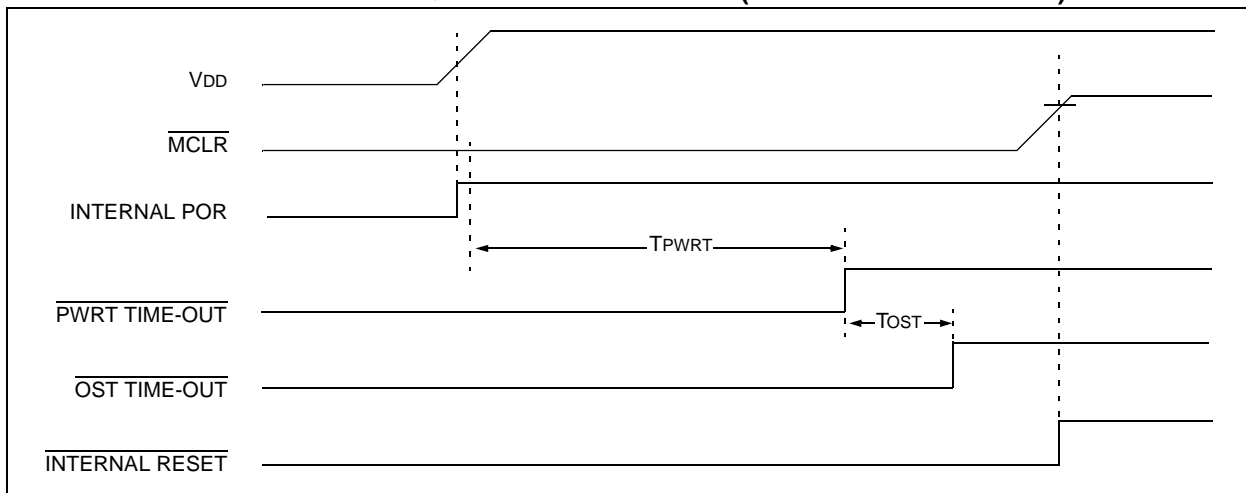 VDD
MCLR
INTERNAL POR
TPWRT
PWRT TIME-OUT
TOST
OST TIME-OUT
INTERNAL RESET